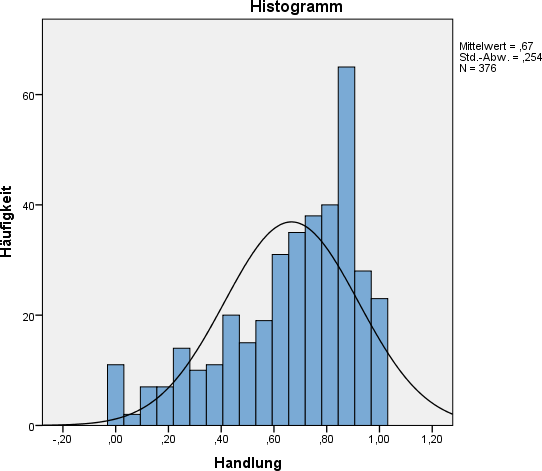 Histogramm
Mittelwert = ,67
Std.-Abw. = ,254
N = 376
Häufigkeit
60
40
20
0
-,20 ,00 ,20 ,40 ,60 ,80 1,00 1,20
Handlung